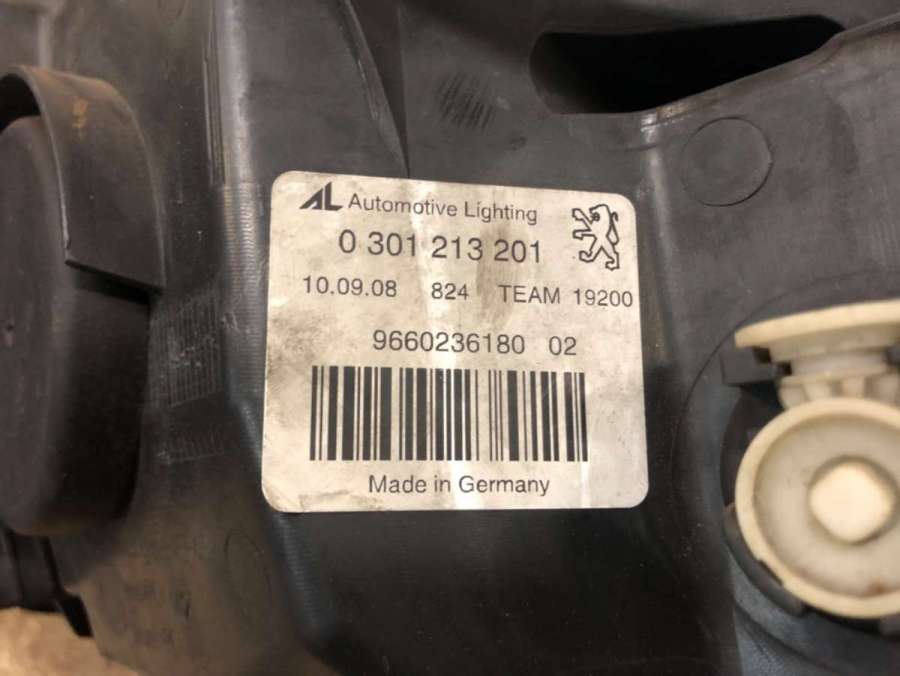 AL Automotive Lighting
0 301 213 201
10.09.08 824 TEAM 19200
9660236180 02
Made in Germany